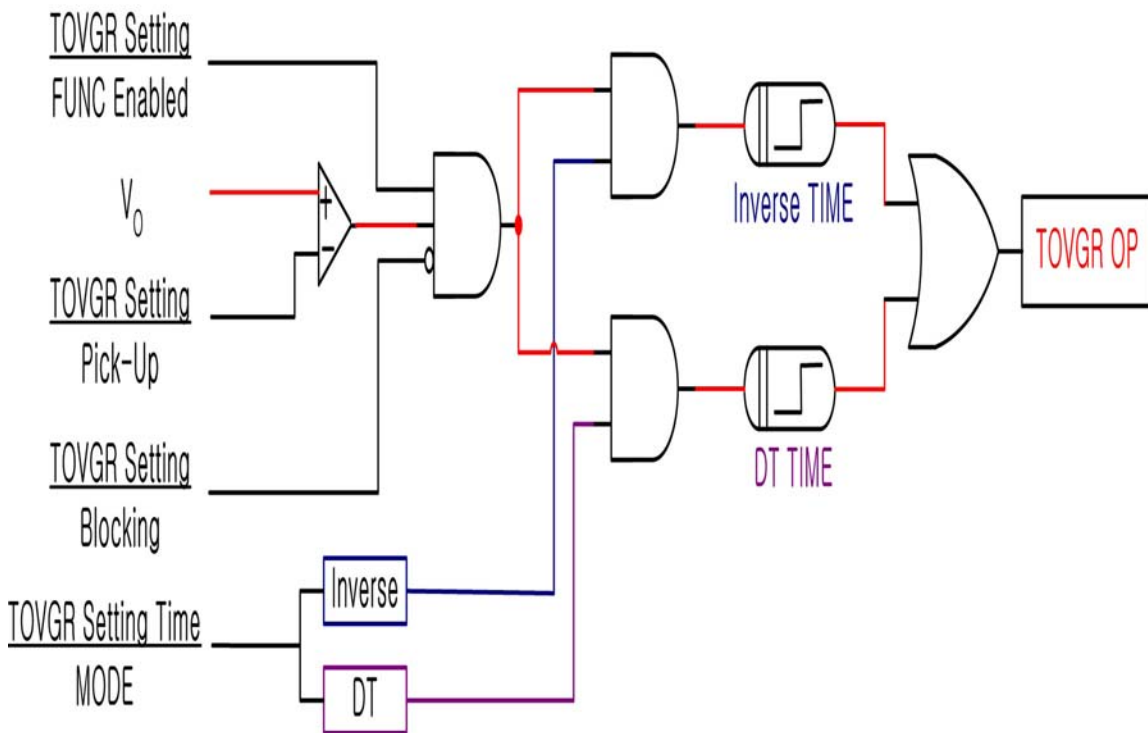 TOVGR Setting
FUNC Enabled
V0
TOVGR Setting
Pick-Up
TOVGR Setting
Blocking
TOVGR Setting Time
MODE
+
−
Inverse
DT
Inverse TIME
DT TIME
TOVGR OP